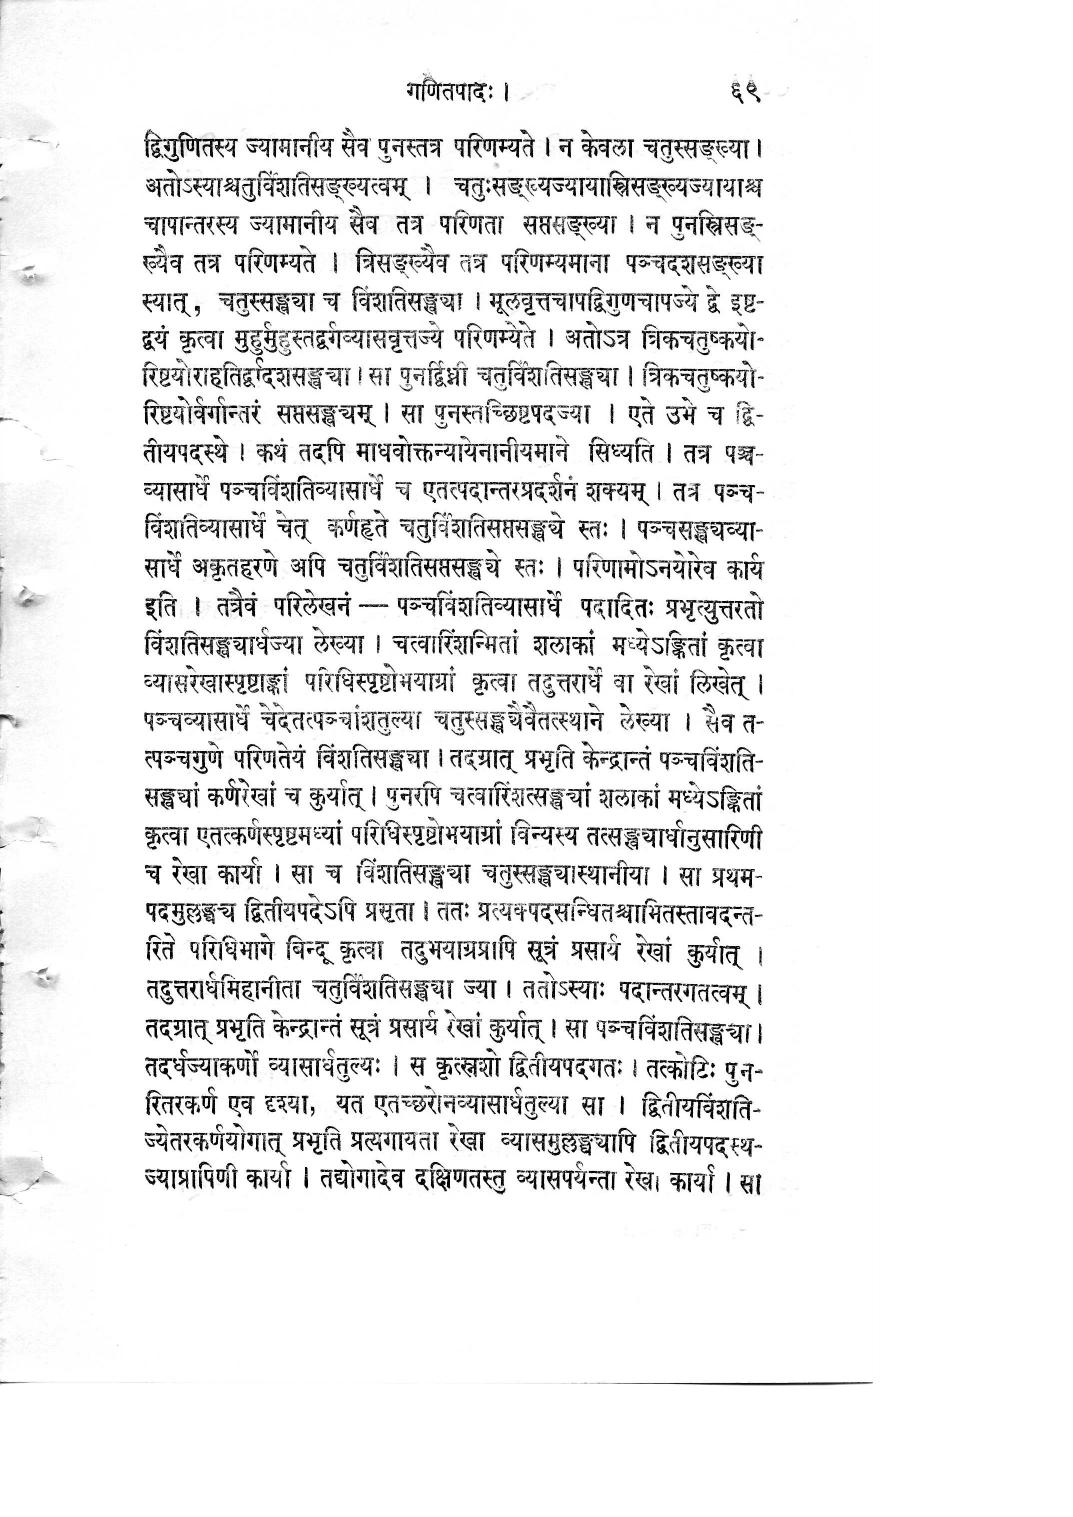 गणितपादः । ६९
द्विगुणितस्य ज्यामानीय सैव पुनस्तत्र परिणम्यते । न केवला चतुस्सङ्ख्या ।
अतोऽस्याश्चतुर्विंशतिसङ्ख्यत्वम् । चतुःसङ्ख्यज्यायास्त्रिसङ्ख्यज्यायाश्च
चापान्तरस्य ज्यामानीय सैव तत्र परिणता सप्तसङ्ख्या । न पुनस्त्रिसङ्-
ख्यैव तत्र परिणम्यते । त्रिसङ्ख्यैव तत्र परिणम्यमाना पञ्चदशसङ्ख्या
स्यात्, चतुस्सङ्ख्या च विंशतिसङ्ख्या । मूलवृत्तचापद्विगुणचापज्ये द्वे इष्ट-
द्वयं कृत्वा मुहुर्मुहुस्तद्वर्गव्यासवृत्तज्ये परिणम्येते । अतोऽत्र त्रिकचतुष्कयो-
रिष्टयोराहतिर्द्वादशसङ्ख्या । सा पुनर्द्विघ्नी चतुर्विंशतिसङ्ख्या । त्रिकचतुष्कयो-
रिष्टयोर्वर्गान्तरं सप्तसङ्ख्यम् । सा पुनस्तच्छिष्टपदज्या । एते उभे च द्वि-
तीयपदस्थे । कथं तदपि माधवोक्तन्यायेनानीयमाने सिध्यति । तत्र पञ्च-
व्यासार्धे पञ्चविंशतिव्यासार्धे च एतत्पदान्तरप्रदर्शनं शक्यम् । तत्र पञ्च-
विंशतिव्यासार्धे चेत् कर्णहृते चतुर्विंशतिसप्तसङ्ख्ये स्तः । पञ्चसङ्ख्यव्या-
सार्धे अकृतहरणे अपि चतुर्विंशतिसप्तसङ्ख्ये स्तः । परिणामोऽनयोरेव कार्य
इति । तत्रैवं परिलेखनं — पञ्चविंशतिव्यासार्धे पदादितः प्रभृत्युत्तरतो
विंशतिसङ्ख्यार्धज्या लेख्या । चत्वारिंशन्मितां शलाकां मध्येऽङ्कितां कृत्वा
व्यासरेखास्पृष्टाङ्कां परिधिस्पृष्टोभयाग्रां कृत्वा तदुत्तरार्धे वा रेखां लिखेत् ।
पञ्चव्यासार्धे चेदेतत्पञ्चांशतुल्या चतुस्सङ्ख्यैवैतत्स्थाने लेख्या । सैव त-
त्पञ्चगुणे परिणतेयं विंशतिसङ्ख्या । तदग्रात् प्रभृति केन्द्रान्तं पञ्चविंशति-
सङ्ख्यां कर्णरेखां च कुर्यात् । पुनरपि चत्वारिंशत्सङ्ख्यां शलाकां मध्येऽङ्कितां
कृत्वा एतत्कर्णस्पृष्टमध्यां परिधिस्पृष्टोभयाग्रां विन्यस्य तत्सङ्ख्यार्धानुसारिणी
च रेखा कार्या । सा च विंशतिसङ्ख्या चतुस्सङ्ख्यास्थानीया । सा प्रथम-
पदमुल्लङ्घ्य द्वितीयपदेऽपि प्रसृता । ततः प्रत्यक्पदसन्धितश्चामितस्तावदन्त-
रिते परिधिभागे बिन्दू कृत्वा तदुभयाग्रप्रापि सूत्रं प्रसार्य रेखां कुर्यात् ।
तदुत्तरार्धमिहानीता चतुर्विंशतिसङ्ख्या ज्या । ततोऽस्याः पदान्तरगतत्वम् ।
तदग्रात् प्रभृति केन्द्रान्तं सूत्रं प्रसार्य रेखां कुर्यात् । सा पञ्चविंशतिसङ्ख्या ।
तदर्धज्याकर्णो व्यासार्धतुल्यः । स कृत्स्नशो द्वितीयपदगतः । तत्कोटिः पुन-
रितरकर्ण एव दृश्या, यत एतच्छरोनव्यासार्धतुल्या सा । द्वितीयविंशति-
ज्येतरकर्णयोगात् प्रभृति प्रत्यगायता रेखा व्यासमुल्लङ्घ्यापि द्वितीयपदस्थ-
ज्याप्रापिणी कार्या । तद्योगादेव दक्षिणतस्तु व्यासपर्यन्ता रेखा कार्या । सा